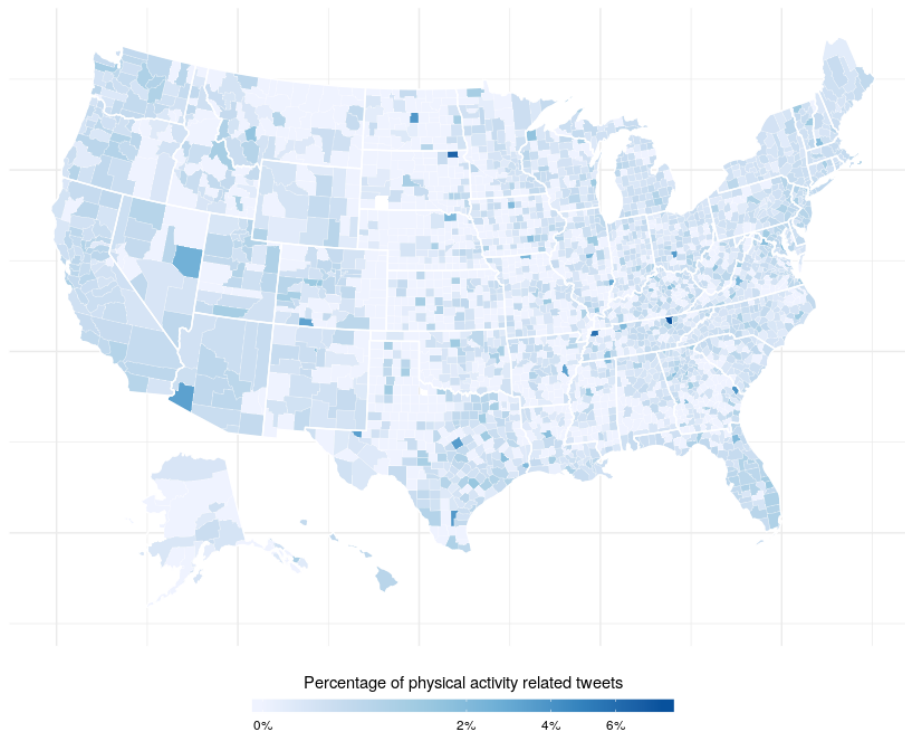 Percentage of physical activity related tweets
0% 2% 4% 6%